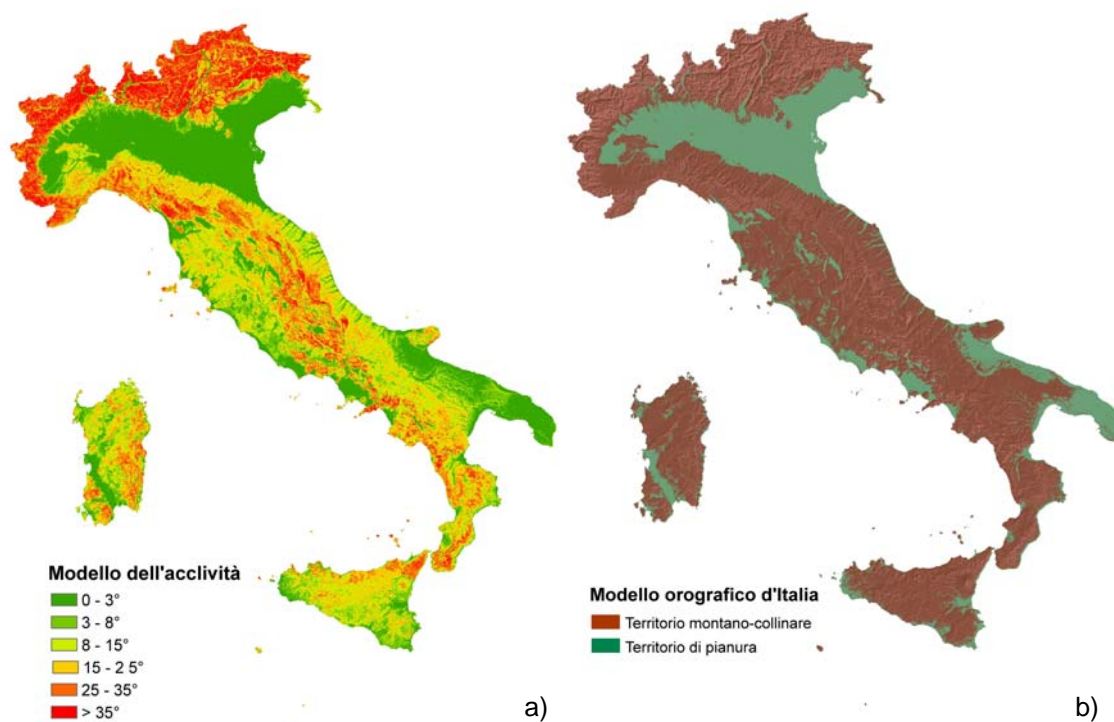 Modello dell'acclività
0 - 3°
3 - 8°
8 - 15°
15 - 2 5°
25 - 35°
> 35°
a)
Modello orografico d'Italia
Territorio montano-collinare
Territorio di pianura
b)